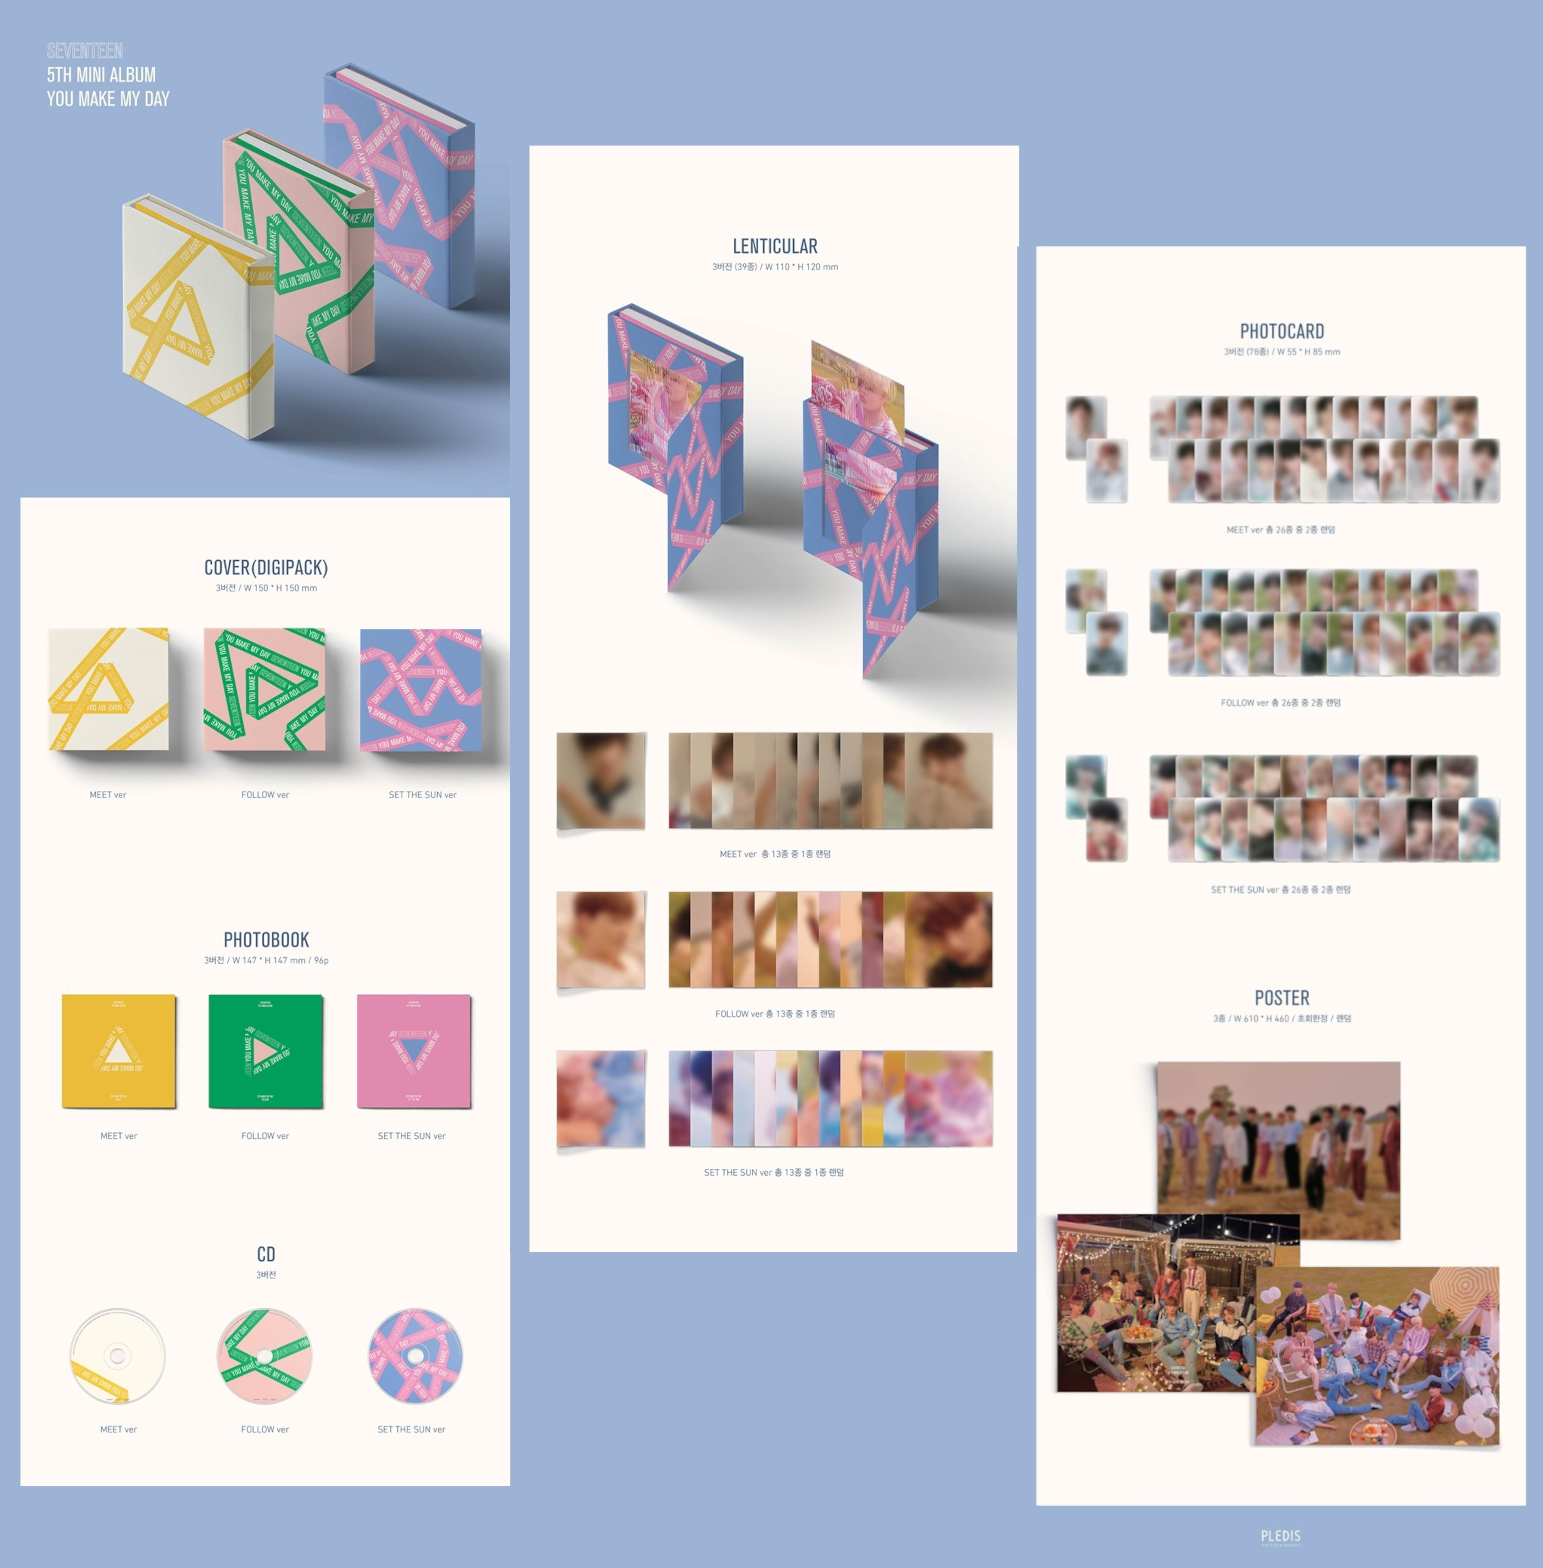 SEVENTEEN
5TH MINI ALBUM
YOU MAKE MY DAY
COVER(DIGIPACK)
3버전 / W 150 * H 150 mm
MEET ver
FOLLOW ver
SET THE SUN ver
PHOTOBOOK
3버전 / W 147 * H 147 mm / 96p
MEET ver
FOLLOW ver
SET THE SUN ver
CD
3버전
MEET ver
FOLLOW ver
SET THE SUN ver
LENTICULAR
3버전 (39종) / W 110 * H 120 mm
MEET ver 총 13종 중 1종 랜덤
FOLLOW ver 총 13종 중 1종 랜덤
SET THE SUN ver 총 13종 중 1종 랜덤
PHOTOCARD
3버전 (78종) / W 55 * H 85 mm
MEET ver 총 26종 중 2종 랜덤
FOLLOW ver 총 26종 중 2종 랜덤
SET THE SUN ver 총 26종 중 2종 랜덤
POSTER
3종 / W 610 * H 460 / 초회한정 / 랜덤
PLEDIS
ENTERTAINMENT